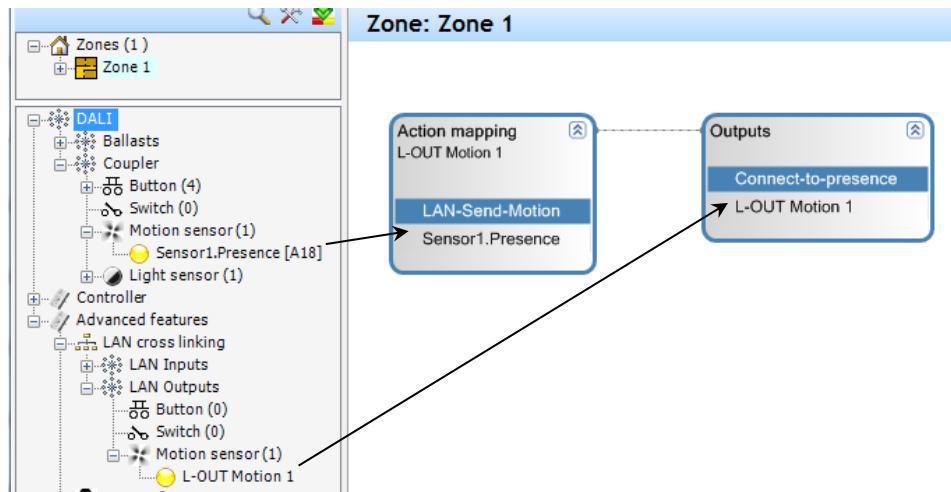 Zones (1 )
Zone 1
DALI
Ballasts
Coupler
Button (4)
Switch (0)
Motion sensor (1)
Sensor1.Presence [A18]
Light sensor (1)
Controller
Advanced features
LAN cross linking
LAN Inputs
LAN Outputs
Button (0)
Switch (0)
Motion sensor (1)
L-OUT Motion 1
Zone: Zone 1
Action mapping
L-OUT Motion 1
LAN-Send-Motion
Sensor1.Presence
Outputs
Connect-to-presence
L-OUT Motion 1